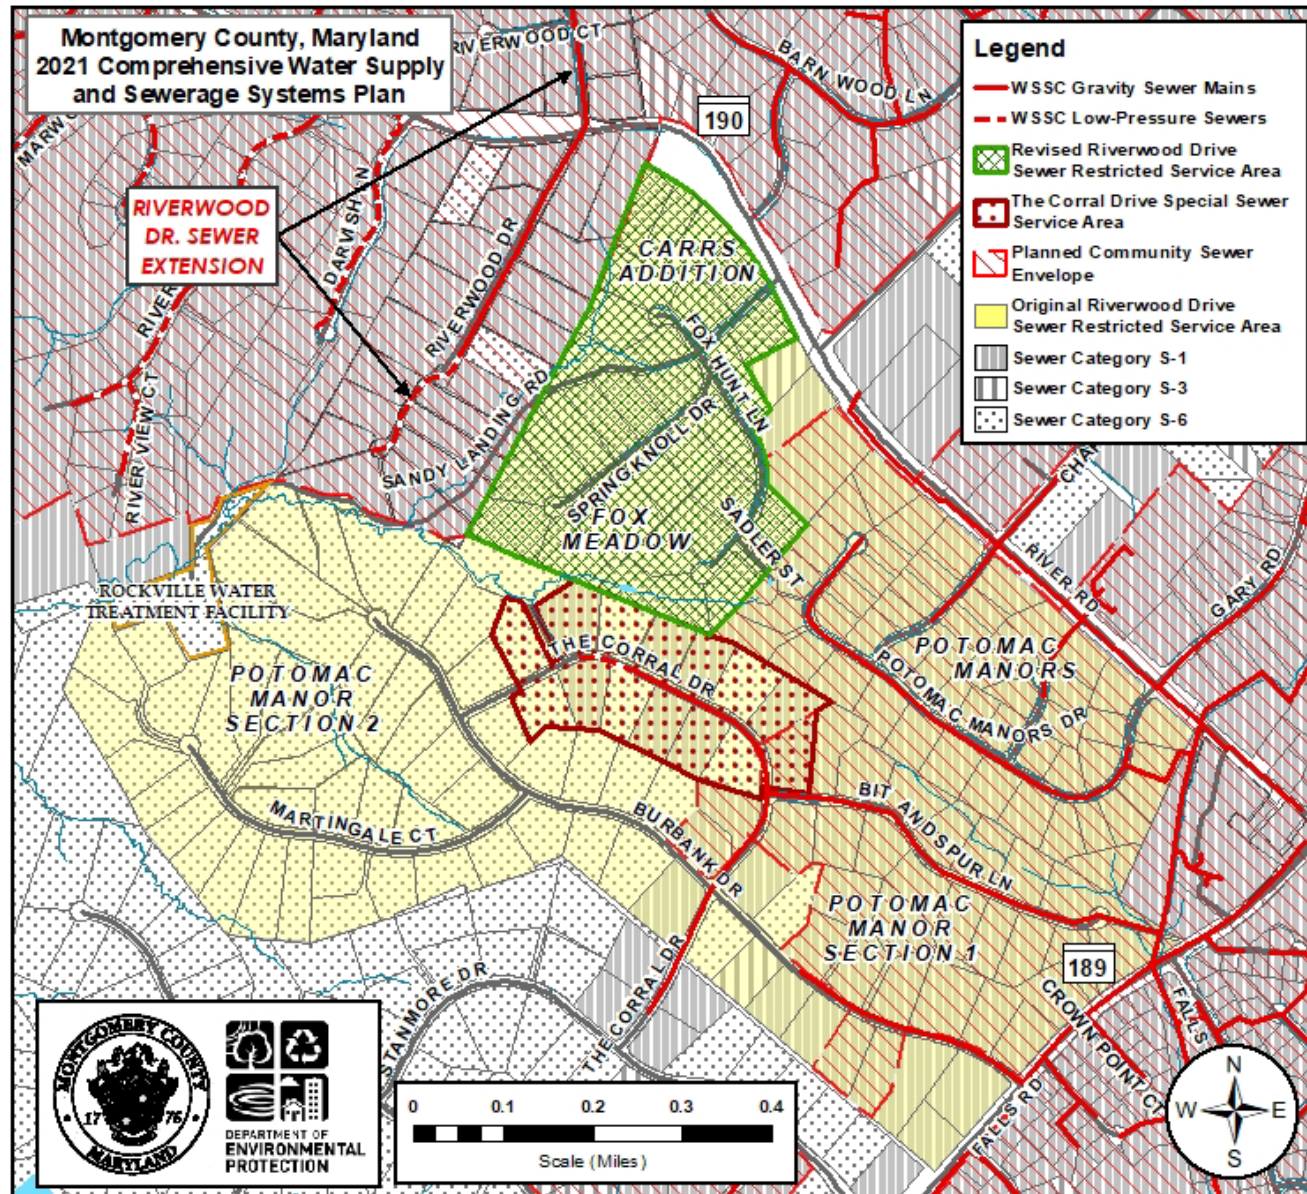 Montgomery County, Maryland
2021 Comprehensive Water Supply
and Sewerage Systems Plan
RIVERWOOD CT
BARN WOOD LN
190
Legend
WSSC Gravity Sewer Mains
WSSC Low-Pressure Sewers
Revised Riverwood Drive
Sewer Restricted Service Area
The Corral Drive Special Sewer
Service Area
Planned Community Sewer
Envelope
Original Riverwood Drive
Sewer Restricted Service Area
Sewer Category S-1
Sewer Category S-3
Sewer Category S-6
RIVERWOOD
DR. SEWER
EXTENSION
DARVISH LN
RIVER
RIVERWOOD DR
RIVER VIEW CT
CARRS
ADDITION
FOX HUNT LN
SANDY LANDING RD
SPRING KNOLL DR
FOX
MEADOW
SADLER ST
CHA
RIVER RD
GARY RD
ROCKVILLE WATER
TREATMENT FACILITY
THE CORRAL DR
POTOMAC
MANORS
POTOMAC MANORS DR
POTOMAC
MANOR
SECTION 2
MARTINGALE CT
BURBANK DR
BIT AND SPUR LN
POTOMAC
MANOR
SECTION 1
189
STANMORE DR
THE CORRAL DR
CROWN POINT CT
FALLS
FALLS RD
MONTGOMERY COUNTY
17 76
MARYLAND
DEPARTMENT OF
ENVIRONMENTAL
PROTECTION
0 0.1 0.2 0.3 0.4
Scale (Miles)
N
W E
S